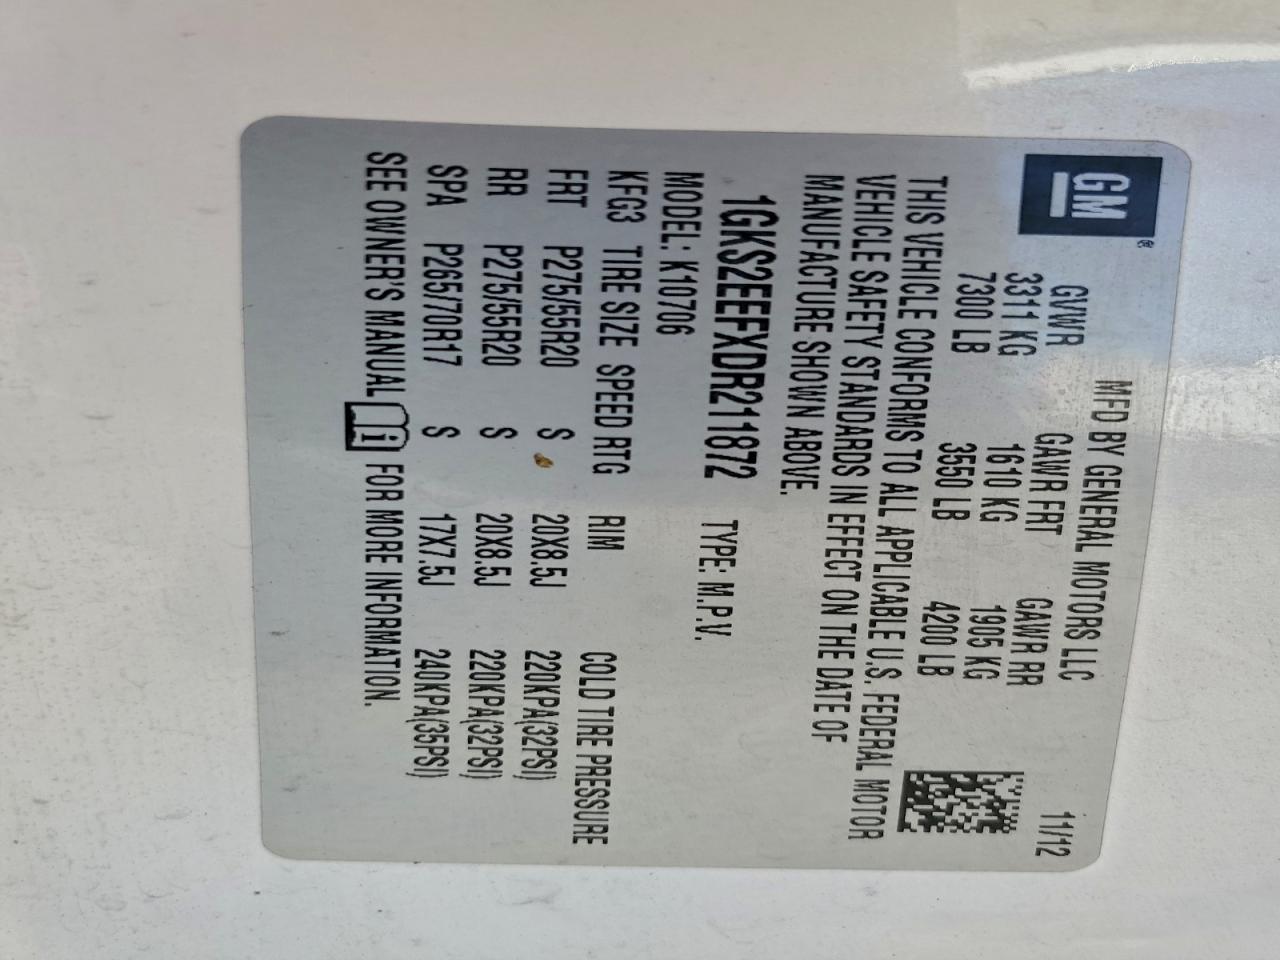 GM®
MFD BY GENERAL MOTORS LLC 11/12
GVWR GAWR FRT GAWR RR
3311 KG 1610 KG 1905 KG
7300 LB 3550 LB 4200 LB
THIS VEHICLE CONFORMS TO ALL APPLICABLE U.S. FEDERAL MOTOR
VEHICLE SAFETY STANDARDS IN EFFECT ON THE DATE OF
MANUFACTURE SHOWN ABOVE.
1GKS2EEFXDR211872 TYPE: M.P.V.
MODEL: K10706
KFG3 TIRE SIZE SPEED RTG RIM COLD TIRE PRESSURE
FRT P275/55R20 S 20X8.5J 220KPA(32PSI)
RR P275/55R20 S 20X8.5J 220KPA(32PSI)
SPA P265/70R17 S 17X7.5J 240KPA(35PSI)
SEE OWNER'S MANUAL i FOR MORE INFORMATION.